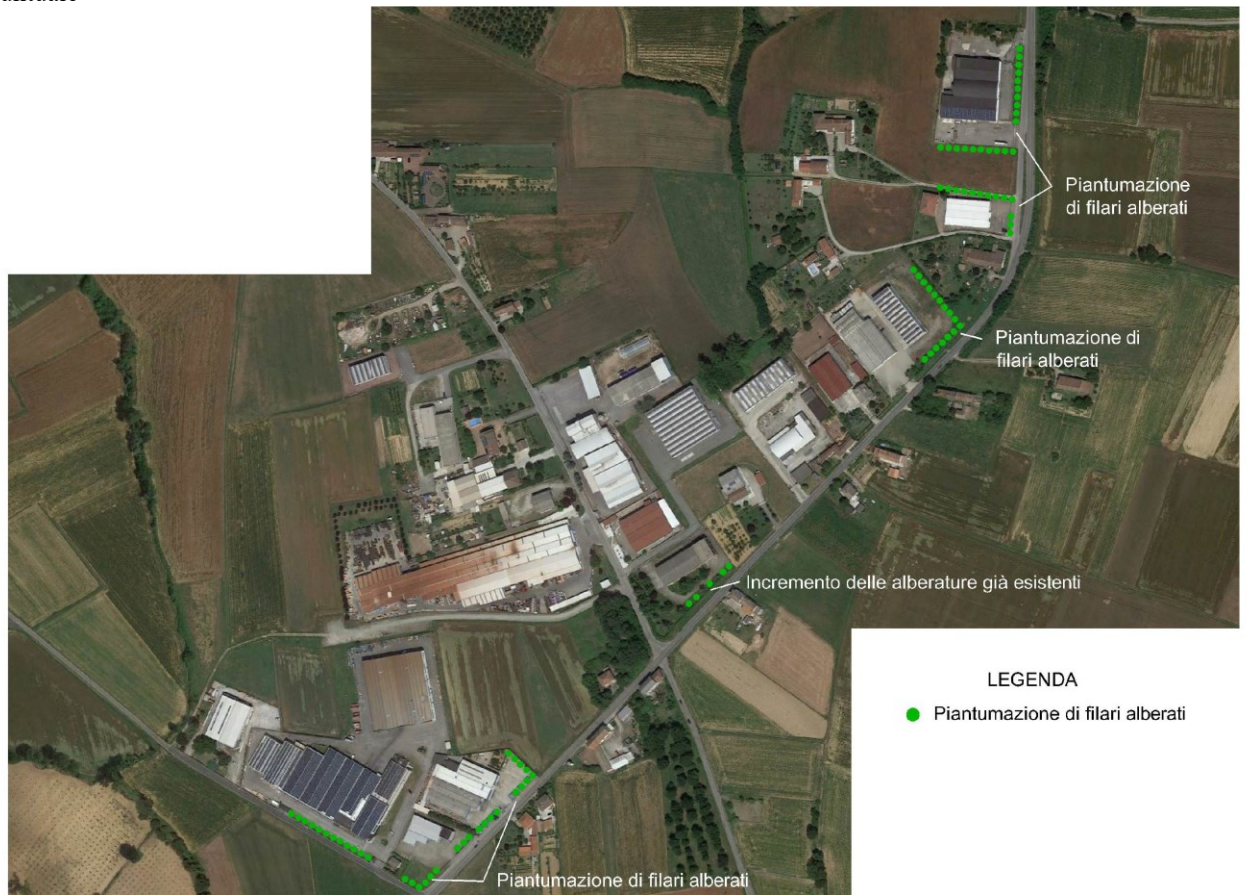 Piantumazione
di filari alberati
Piantumazione di
filari alberati
Incremento delle alberature già esistenti
LEGENDA
Piantumazione di filari alberati
Piantumazione di filari alberati